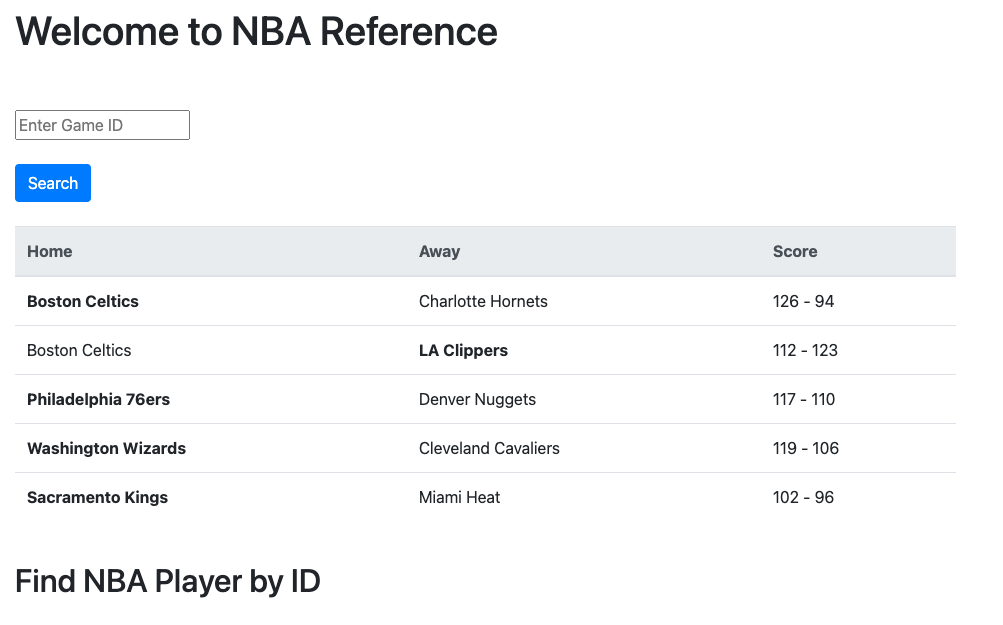 Welcome to NBA Reference
Enter Game ID
Search
Home Away Score
Boston Celtics Charlotte Hornets 126 - 94
Boston Celtics LA Clippers 112 - 123
Philadelphia 76ers Denver Nuggets 117 - 110
Washington Wizards Cleveland Cavaliers 119 - 106
Sacramento Kings Miami Heat 102 - 96
Find NBA Player by ID